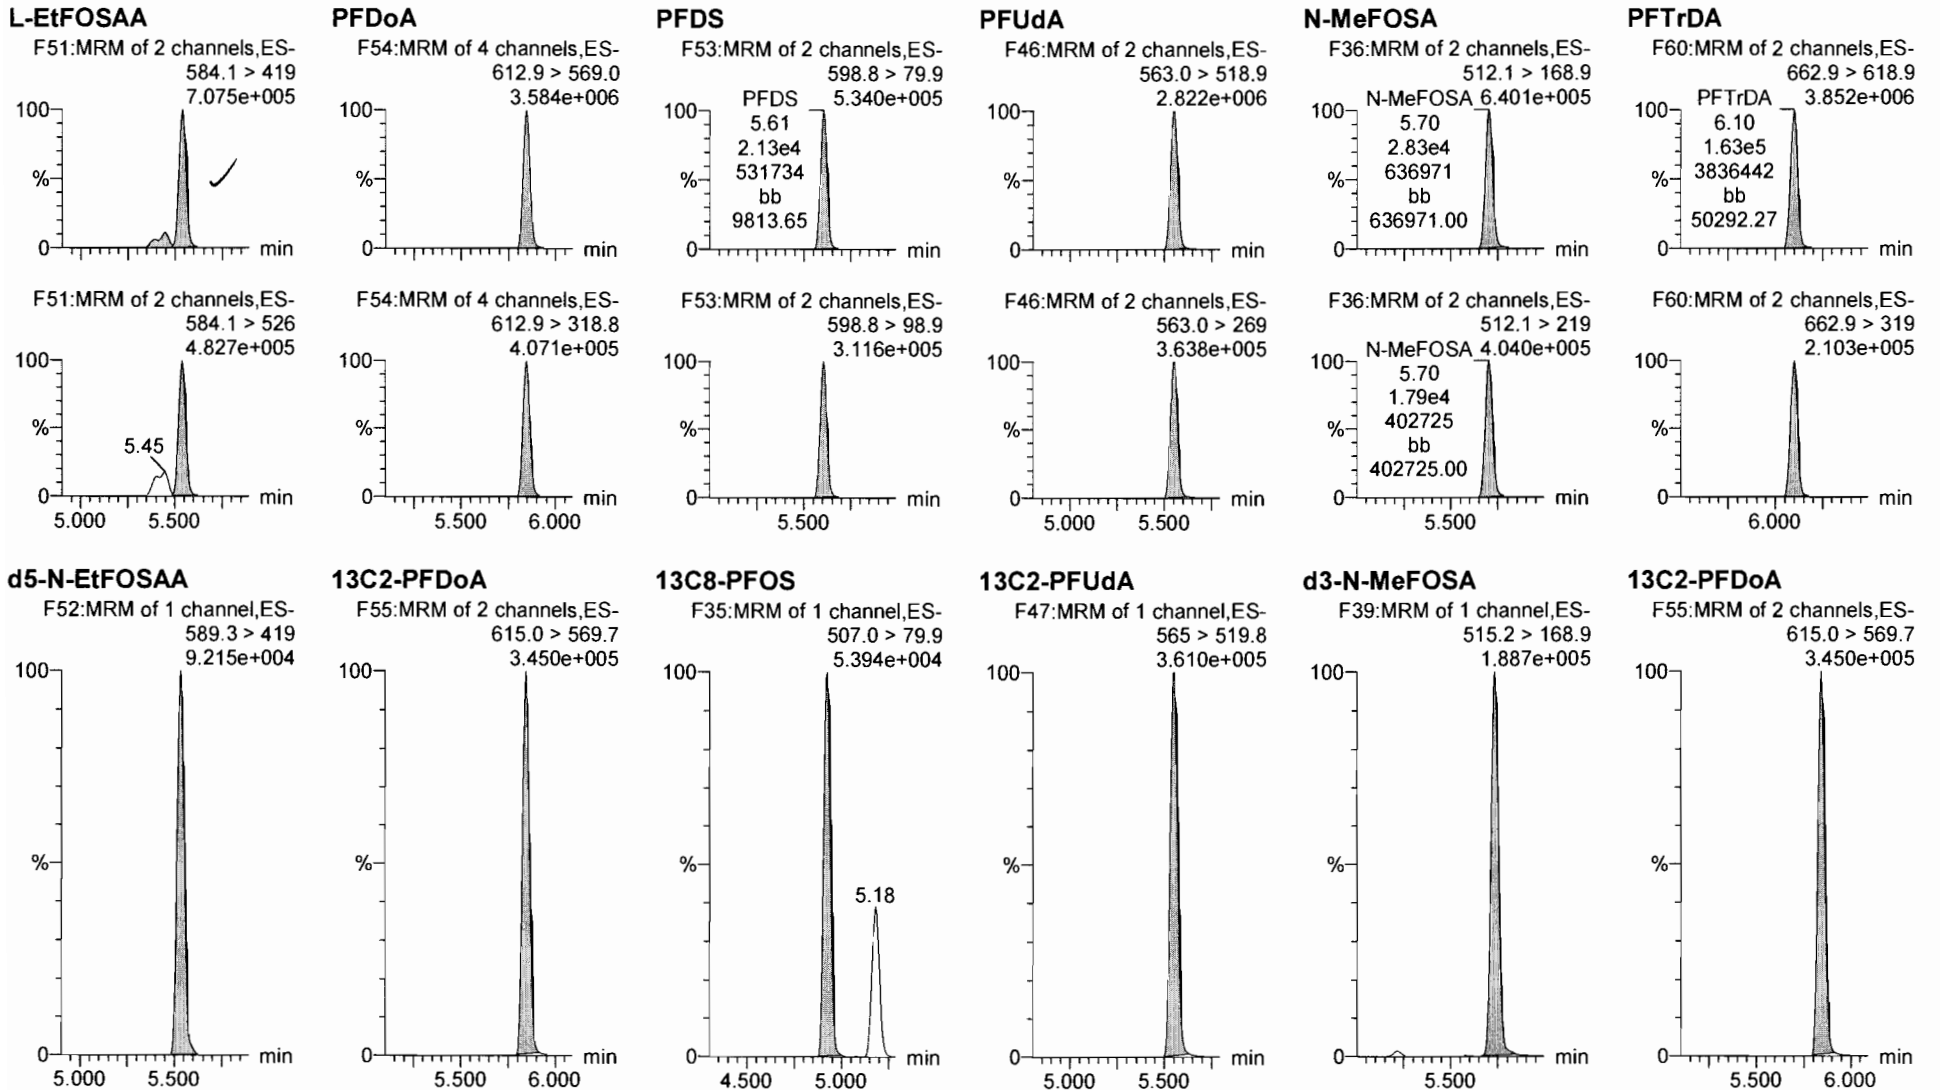 L-EtFOSAA
F51:MRM of 2 channels,ES-
584.1 > 419
7.075e+005
100
%
0
min
F51:MRM of 2 channels,ES-
584.1 > 526
4.827e+005
100
5.45
%
0
min
5.000 5.500
PFDoA
F54:MRM of 4 channels,ES-
612.9 > 569.0
3.584e+006
100
%
0
min
F54:MRM of 4 channels,ES-
612.9 > 318.8
4.071e+005
100
%
0
min
5.500 6.000
PFDS
F53:MRM of 2 channels,ES-
598.8 > 79.9
PFDS 5.340e+005
100
5.61
2.13e4
%
531734
bb
9813.65
0
min
F53:MRM of 2 channels,ES-
598.8 > 98.9
3.116e+005
100
%
0
min
5.500
PFUdA
F46:MRM of 2 channels,ES-
563.0 > 518.9
2.822e+006
100
%
0
min
F46:MRM of 2 channels,ES-
563.0 > 269
3.638e+005
100
%
0
min
5.000 5.500
N-MeFOSA
F36:MRM of 2 channels,ES-
512.1 > 168.9
N-MeFOSA 6.401e+005
100
5.70
2.83e4
%
636971
bb
636971.00
0
min
F36:MRM of 2 channels,ES-
512.1 > 219
N-MeFOSA 4.040e+005
100
5.70
1.79e4
%
402725
bb
402725.00
0
min
5.500
PFTrDA
F60:MRM of 2 channels,ES-
662.9 > 618.9
PFTrDA 3.852e+006
100
6.10
1.63e5
%
3836442
bb
50292.27
0
min
F60:MRM of 2 channels,ES-
662.9 > 319
2.103e+005
100
%
0
min
6.000
d5-N-EtFOSAA
F52:MRM of 1 channel,ES-
589.3 > 419
9.215e+004
100
%
0
min
5.000 5.500
13C2-PFDoA
F55:MRM of 2 channels,ES-
615.0 > 569.7
3.450e+005
100
%
0
min
5.500 6.000
13C8-PFOS
F35:MRM of 1 channel,ES-
507.0 > 79.9
5.394e+004
100
%
5.18
0
min
4.500 5.000
13C2-PFUdA
F47:MRM of 1 channel,ES-
565 > 519.8
3.610e+005
100
%
0
min
5.000 5.500
d3-N-MeFOSA
F39:MRM of 1 channel,ES-
515.2 > 168.9
1.887e+005
100
%
0
min
5.500
13C2-PFDoA
F55:MRM of 2 channels,ES-
615.0 > 569.7
3.450e+005
100
%
0
min
5.500 6.000